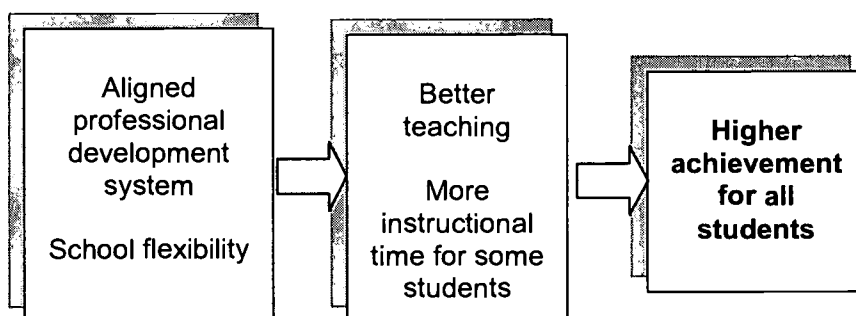 Aligned
professional
development
system
School flexibility
Better
teaching
More
instructional
time for some
students
Higher
achievement
for all
students